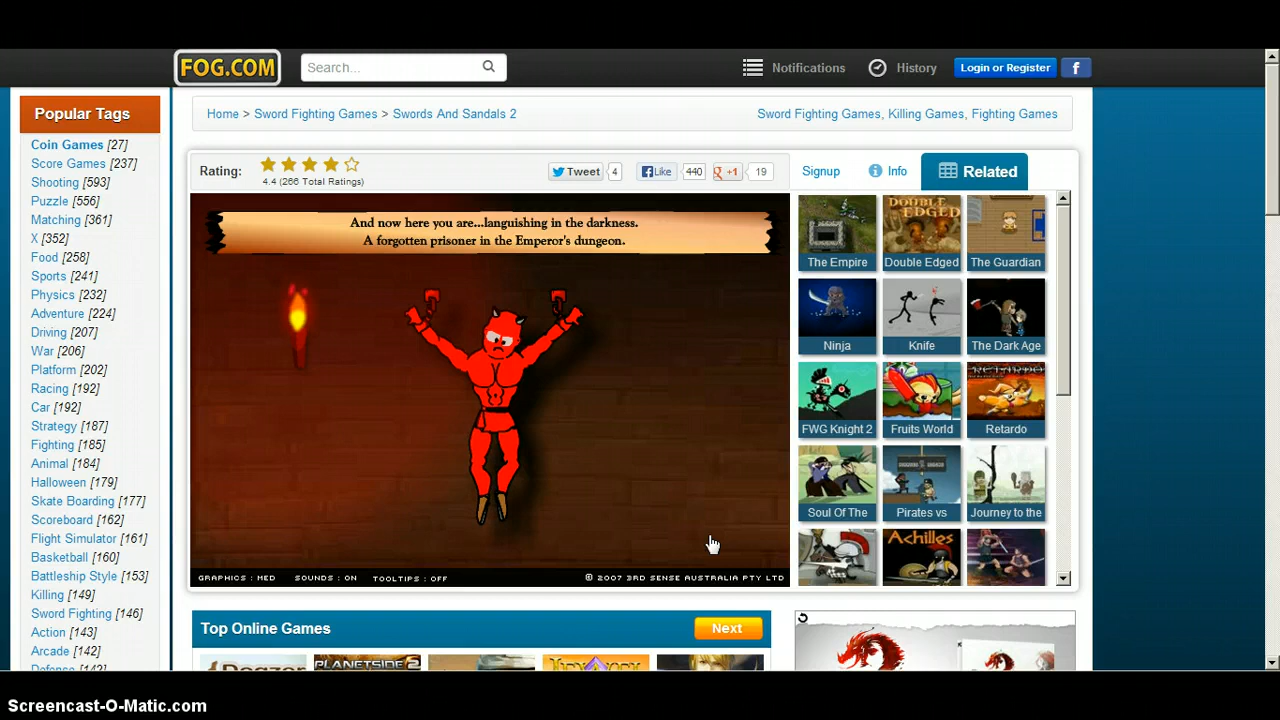 FOG.COM
Search...
Notifications
History
Login or Register
f
Popular Tags
Coin Games [27]
Score Games [237]
Shooting [593]
Puzzle [556]
Matching [361]
X [352]
Food [258]
Sports [241]
Physics [232]
Adventure [224]
Driving [207]
War [206]
Platform [202]
Racing [192]
Car [192]
Strategy [187]
Fighting [185]
Animal [184]
Halloween [179]
Skate Boarding [177]
Scoreboard [162]
Flight Simulator [161]
Basketball [160]
Battleship Style [153]
Killing [149]
Sword Fighting [146]
Action [143]
Arcade [142]
Defense [142]
Home > Sword Fighting Games > Swords And Sandals 2
Sword Fighting Games, Killing Games, Fighting Games
Rating:
4.4 (266 Total Ratings)
Tweet 4
Like 440
+1 19
Signup
Info
Related
And now here you are...languishing in the darkness.
A forgotten prisoner in the Emperor's dungeon.
GRAPHICS : MED SOUNDS : ON TOOLTIPS : OFF
© 2007 3RD SENSE AUSTRALIA PTY LTD
DOUBLE EDGED
The Empire
Double Edged
The Guardian
Ninja
Knife
The Dark Age
RETARDO
FWG Knight 2
Fruits World
Retardo
Soul Of The
Pirates vs
Journey to the
Achilles
Top Online Games
Next
PLANETSIDE 2
Screencast-O-Matic.com